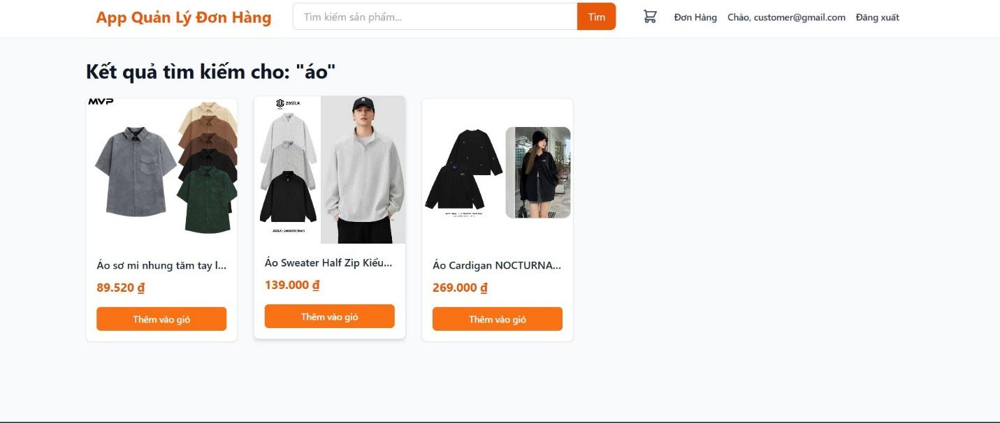 App Quản Lý Đơn Hàng
Tìm kiếm sản phẩm...
Tìm
Đơn Hàng
Chào, customer@gmail.com
Đăng xuất
Kết quả tìm kiếm cho: "áo"
MVP
Áo sơ mi nhung tăm tay l...
89.520 ₫
Thêm vào giỏ
20SILK
Áo Sweater Half Zip Kiểu...
139.000 ₫
Thêm vào giỏ
Áo Cardigan NOCTURNA...
269.000 ₫
Thêm vào giỏ